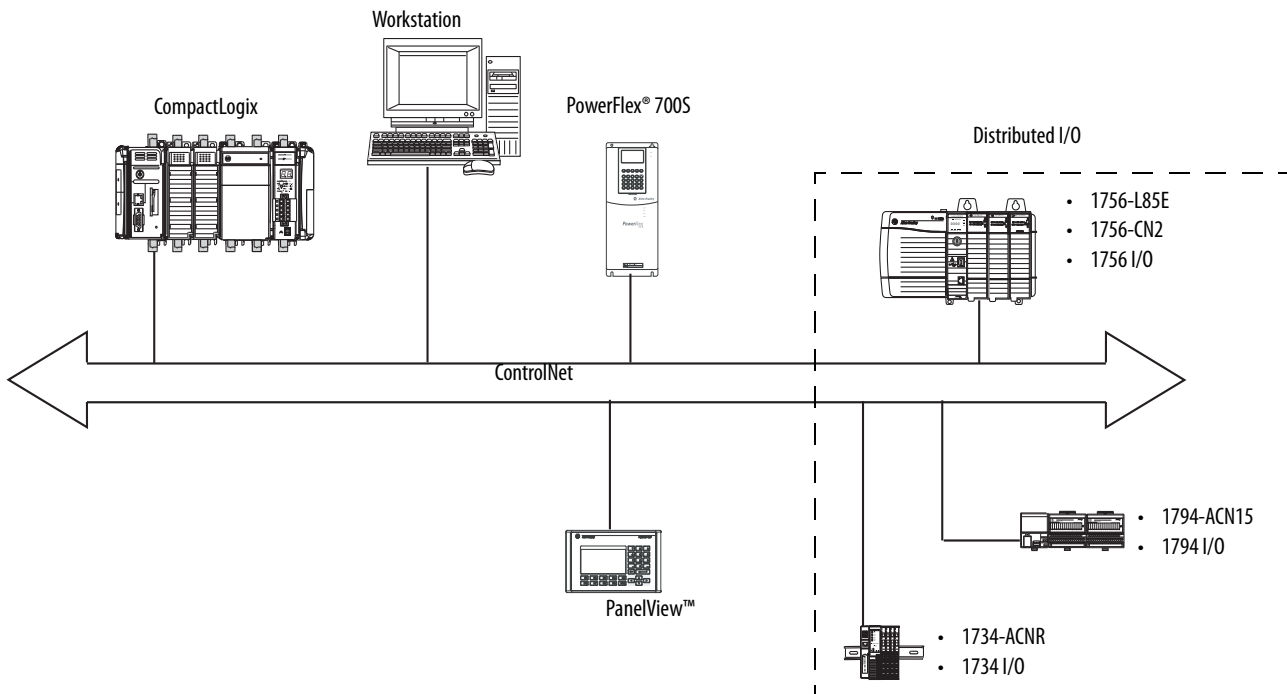 Workstation
CompactLogix
PowerFlex® 700S
Distributed I/O
• 1756-L85E
• 1756-CN2
• 1756 I/O
ControlNet
• 1794-ACN15
• 1794 I/O
PanelView™
• 1734-ACNR
• 1734 I/O